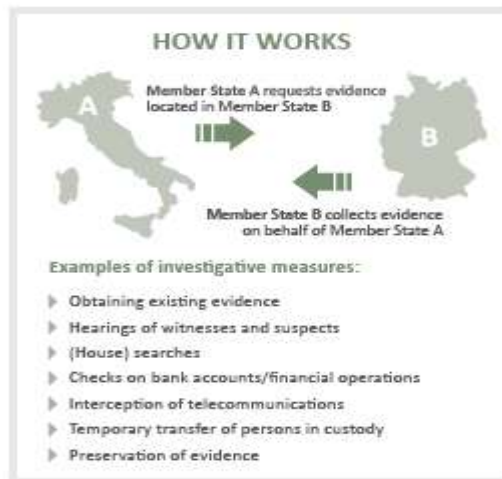 HOW IT WORKS
A
Member State A requests evidence
located in Member State B
B
Member State B collects evidence
on behalf of Member State A
Examples of investigative measures:
Obtaining existing evidence
Hearings of witnesses and suspects
(House) searches
Checks on bank accounts/financial operations
Interception of telecommunications
Temporary transfer of persons in custody
Preservation of evidence